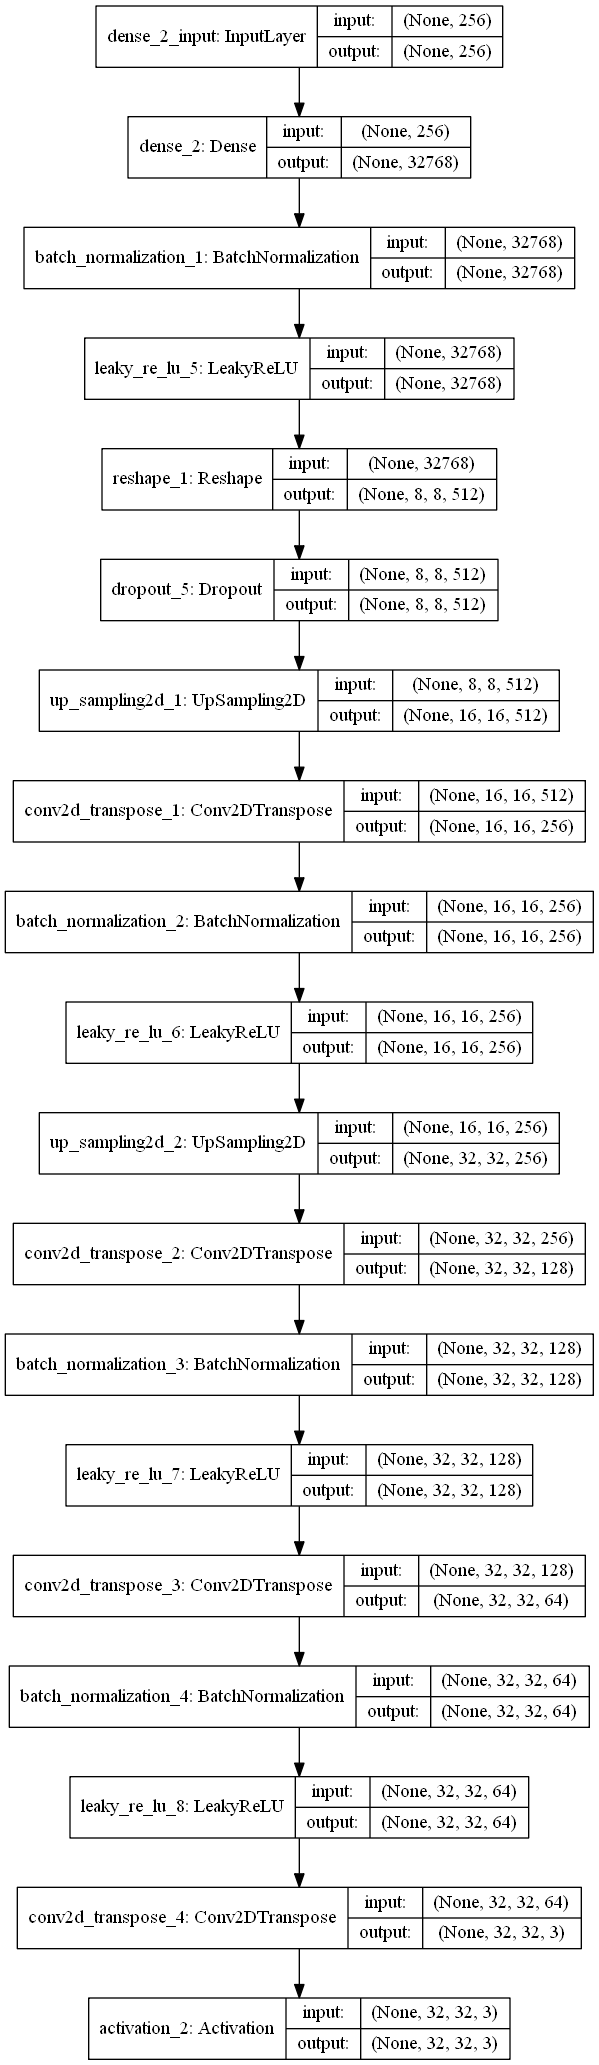 dense_2_input: InputLayer input: (None, 256)
output: (None, 256)
dense_2: Dense input: (None, 256)
output: (None, 32768)
batch_normalization_1: BatchNormalization input: (None, 32768)
output: (None, 32768)
leaky_re_lu_5: LeakyReLU input: (None, 32768)
output: (None, 32768)
reshape_1: Reshape input: (None, 32768)
output: (None, 8, 8, 512)
dropout_5: Dropout input: (None, 8, 8, 512)
output: (None, 8, 8, 512)
up_sampling2d_1: UpSampling2D input: (None, 8, 8, 512)
output: (None, 16, 16, 512)
conv2d_transpose_1: Conv2DTranspose input: (None, 16, 16, 512)
output: (None, 16, 16, 256)
batch_normalization_2: BatchNormalization input: (None, 16, 16, 256)
output: (None, 16, 16, 256)
leaky_re_lu_6: LeakyReLU input: (None, 16, 16, 256)
output: (None, 16, 16, 256)
up_sampling2d_2: UpSampling2D input: (None, 16, 16, 256)
output: (None, 32, 32, 256)
conv2d_transpose_2: Conv2DTranspose input: (None, 32, 32, 256)
output: (None, 32, 32, 128)
batch_normalization_3: BatchNormalization input: (None, 32, 32, 128)
output: (None, 32, 32, 128)
leaky_re_lu_7: LeakyReLU input: (None, 32, 32, 128)
output: (None, 32, 32, 128)
conv2d_transpose_3: Conv2DTranspose input: (None, 32, 32, 128)
output: (None, 32, 32, 64)
batch_normalization_4: BatchNormalization input: (None, 32, 32, 64)
output: (None, 32, 32, 64)
leaky_re_lu_8: LeakyReLU input: (None, 32, 32, 64)
output: (None, 32, 32, 64)
conv2d_transpose_4: Conv2DTranspose input: (None, 32, 32, 64)
output: (None, 32, 32, 3)
activation_2: Activation input: (None, 32, 32, 3)
output: (None, 32, 32, 3)